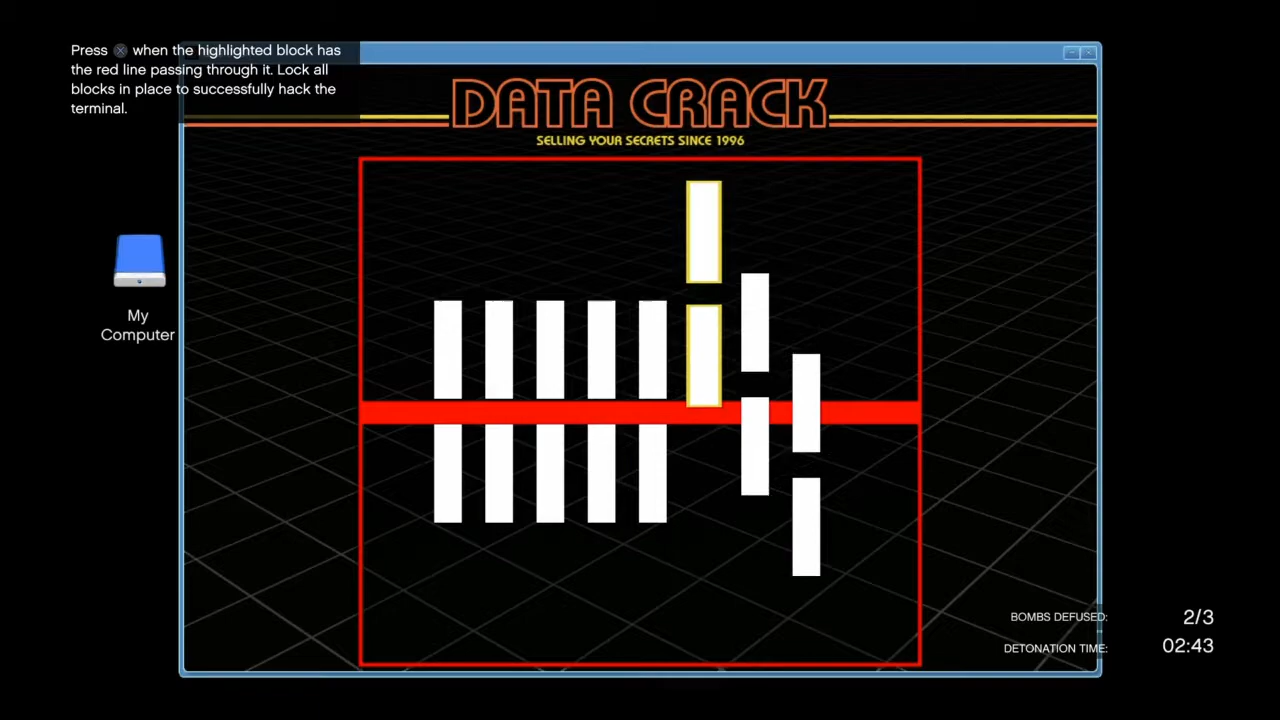 Press ⊗ when the highlighted block has
the red line passing through it. Lock all
blocks in place to successfully hack the
terminal.
DATA CRACK
SELLING YOUR SECRETS SINCE 1996
My
Computer
BOMBS DEFUSED: 2/3
DETONATION TIME: 02:43